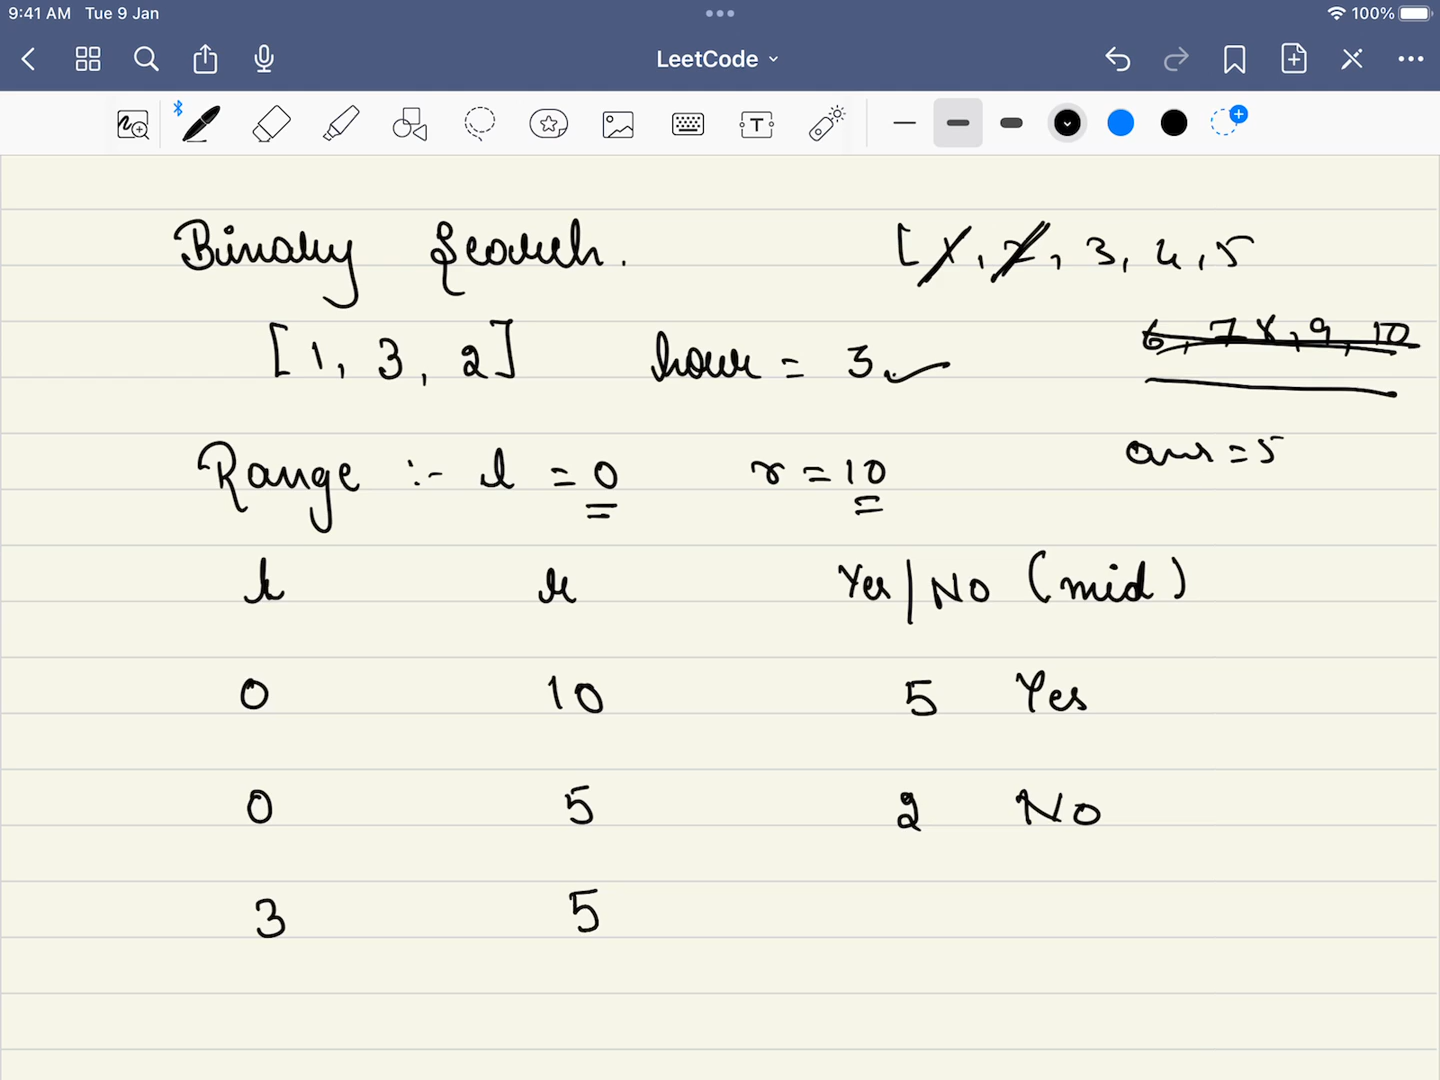 9:41 AM Tue 9 Jan 100%
LeetCode
T
Binary Search. [1, 2, 3, 4, 5
6, 7 8, 9, 10
[1, 3, 2] hour = 3
ans = 5
Range :- l = 0 r = 10
l r Yes | NO (mid)
0 10 5 Yes
0 5 2 NO
3 5